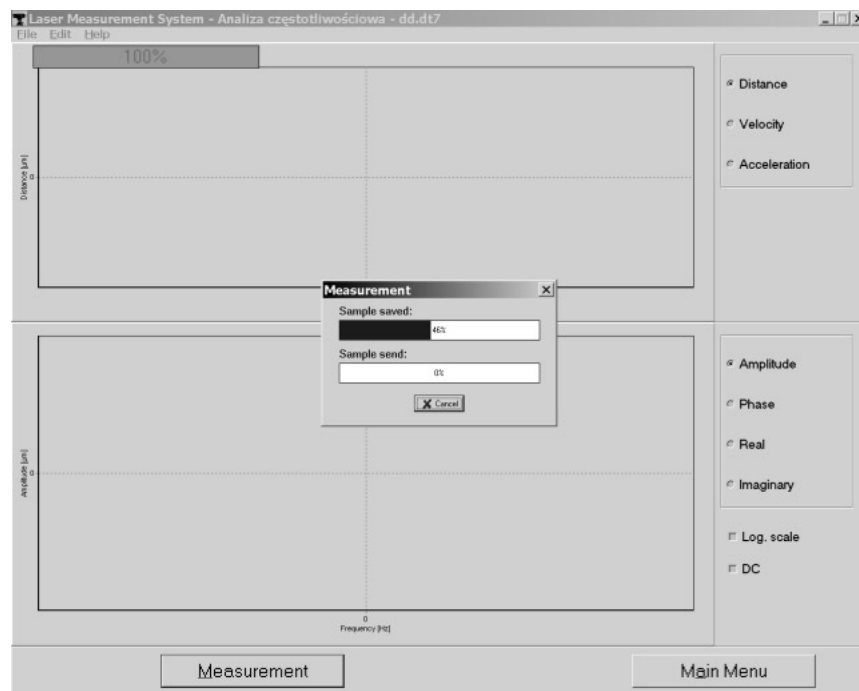 Laser Measurement System - Analiza częstotliwościowa - dd.dt7
File Edit Help
100%
Distance [μm]
0
Distance
Velocity
Acceleration
Measurement
Sample saved:
46%
Sample send:
0%
Cancel
Amplitude [μm]
0
0
Frequency [Hz]
Amplitude
Phase
Real
Imaginary
Log. scale
DC
Measurement
Main Menu